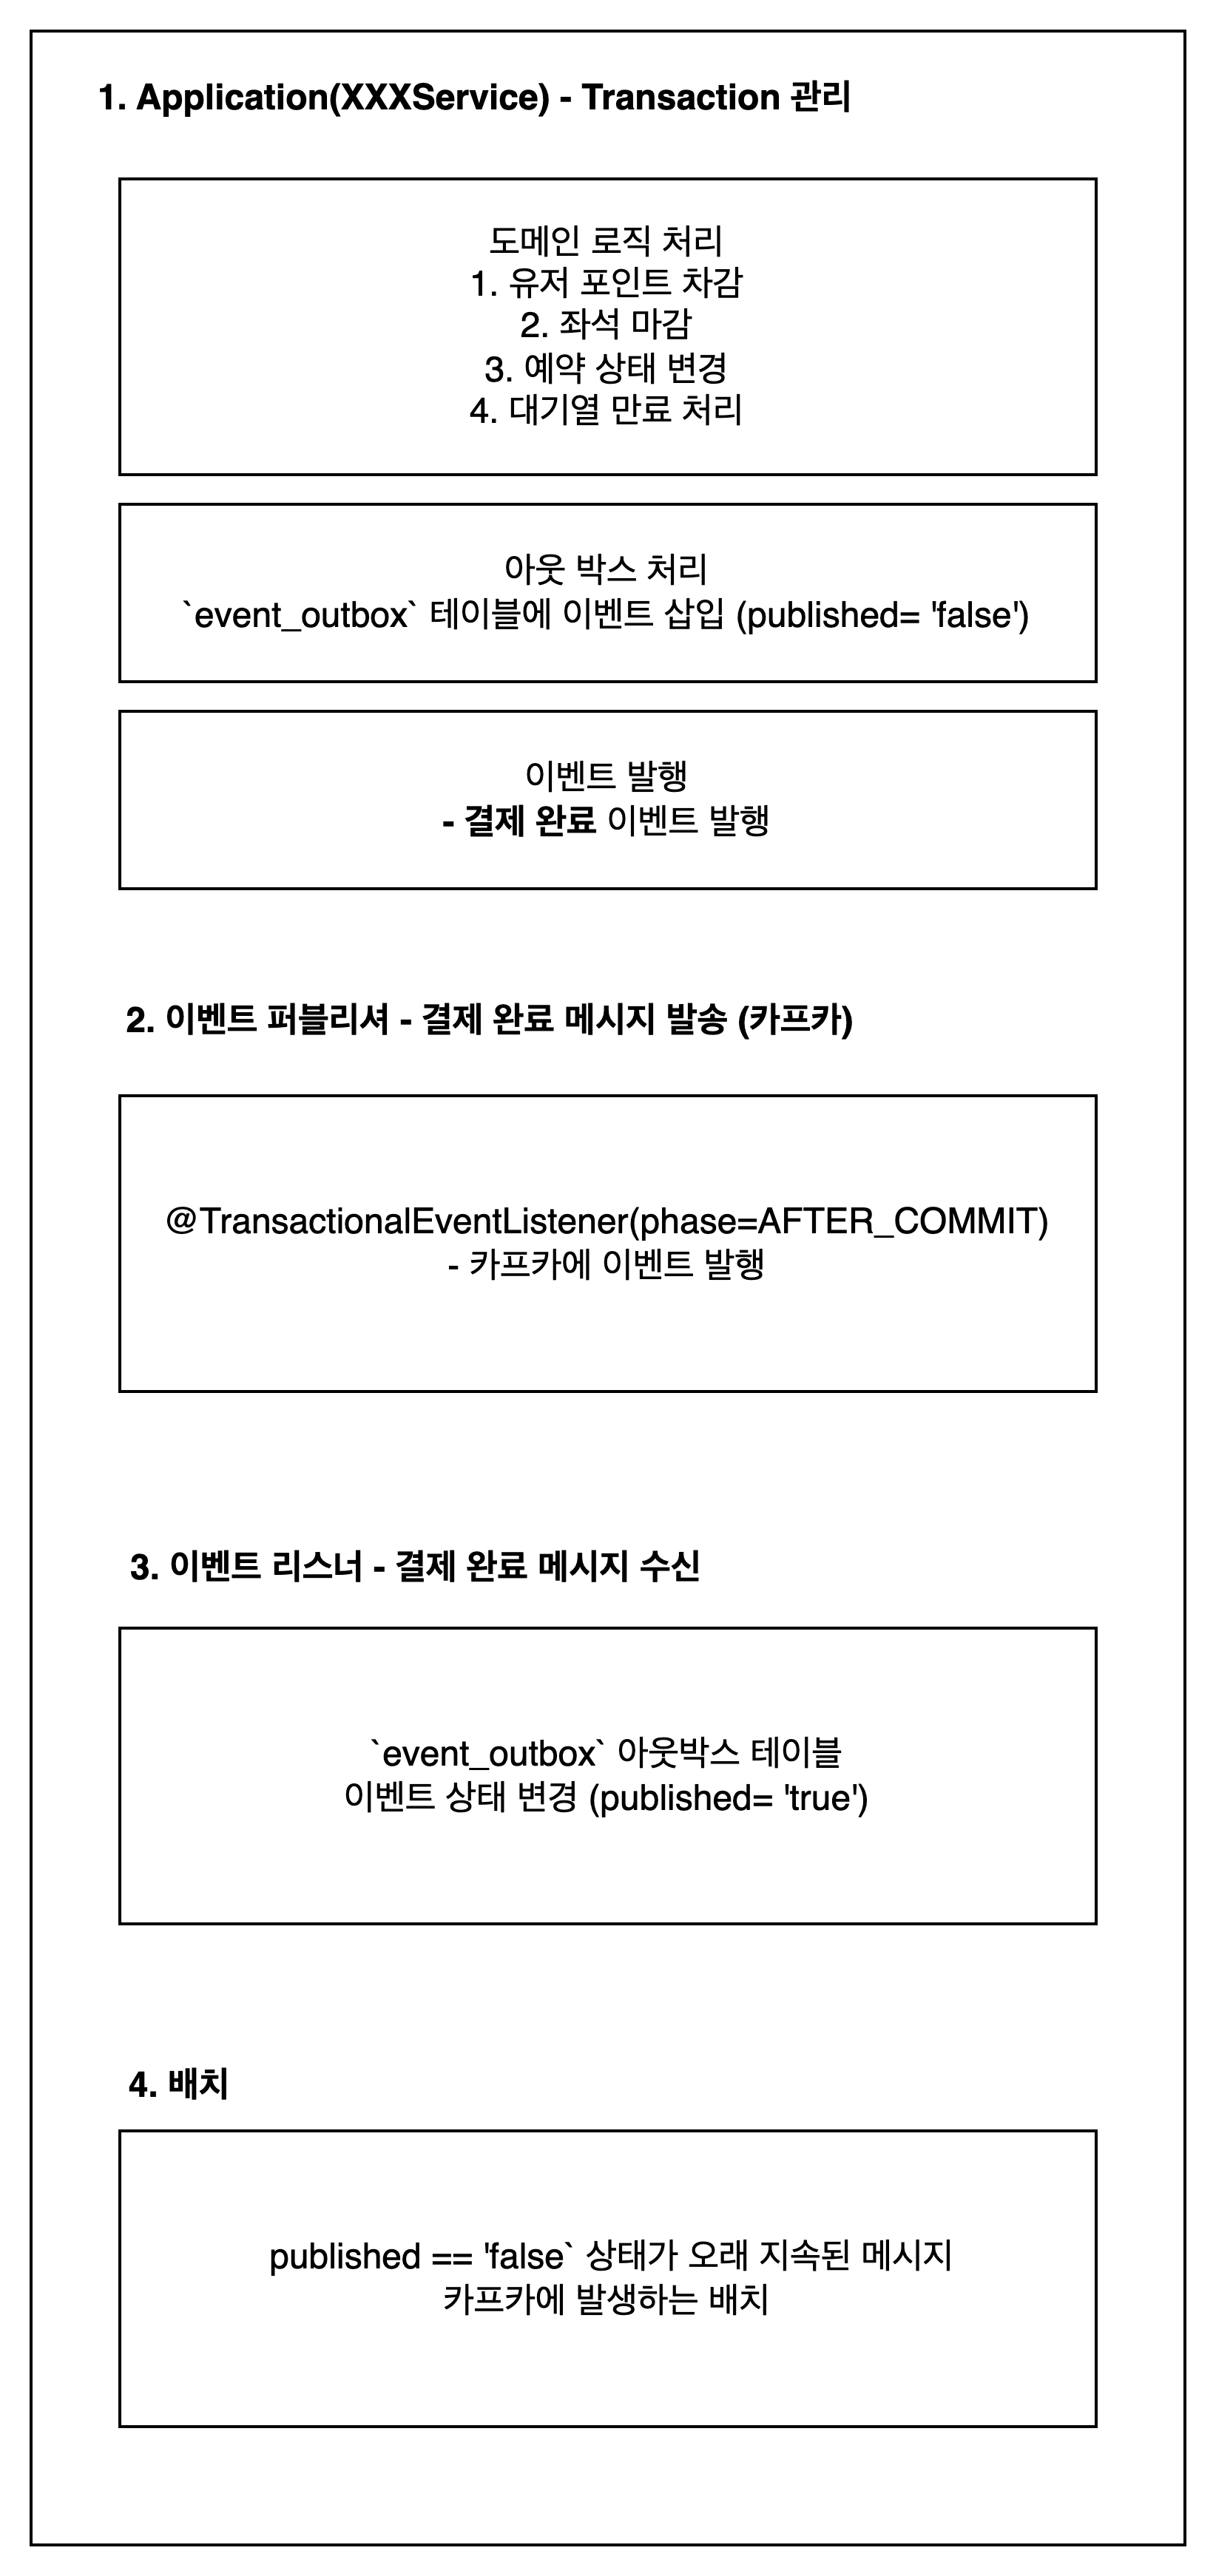 1. Application(XXXService) - Transaction 관리
도메인 로직 처리
1. 유저 포인트 차감
2. 좌석 마감
3. 예약 상태 변경
4. 대기열 만료 처리
아웃 박스 처리
`event_outbox` 테이블에 이벤트 삽입 (published= 'false')
이벤트 발행
- 결제 완료 이벤트 발행
2. 이벤트 퍼블리셔 - 결제 완료 메시지 발송 (카프카)
@TransactionalEventListener(phase=AFTER_COMMIT)
- 카프카에 이벤트 발행
3. 이벤트 리스너 - 결제 완료 메시지 수신
`event_outbox` 아웃박스 테이블
이벤트 상태 변경 (published= 'true')
4. 배치
published == 'false` 상태가 오래 지속된 메시지
카프카에 발생하는 배치